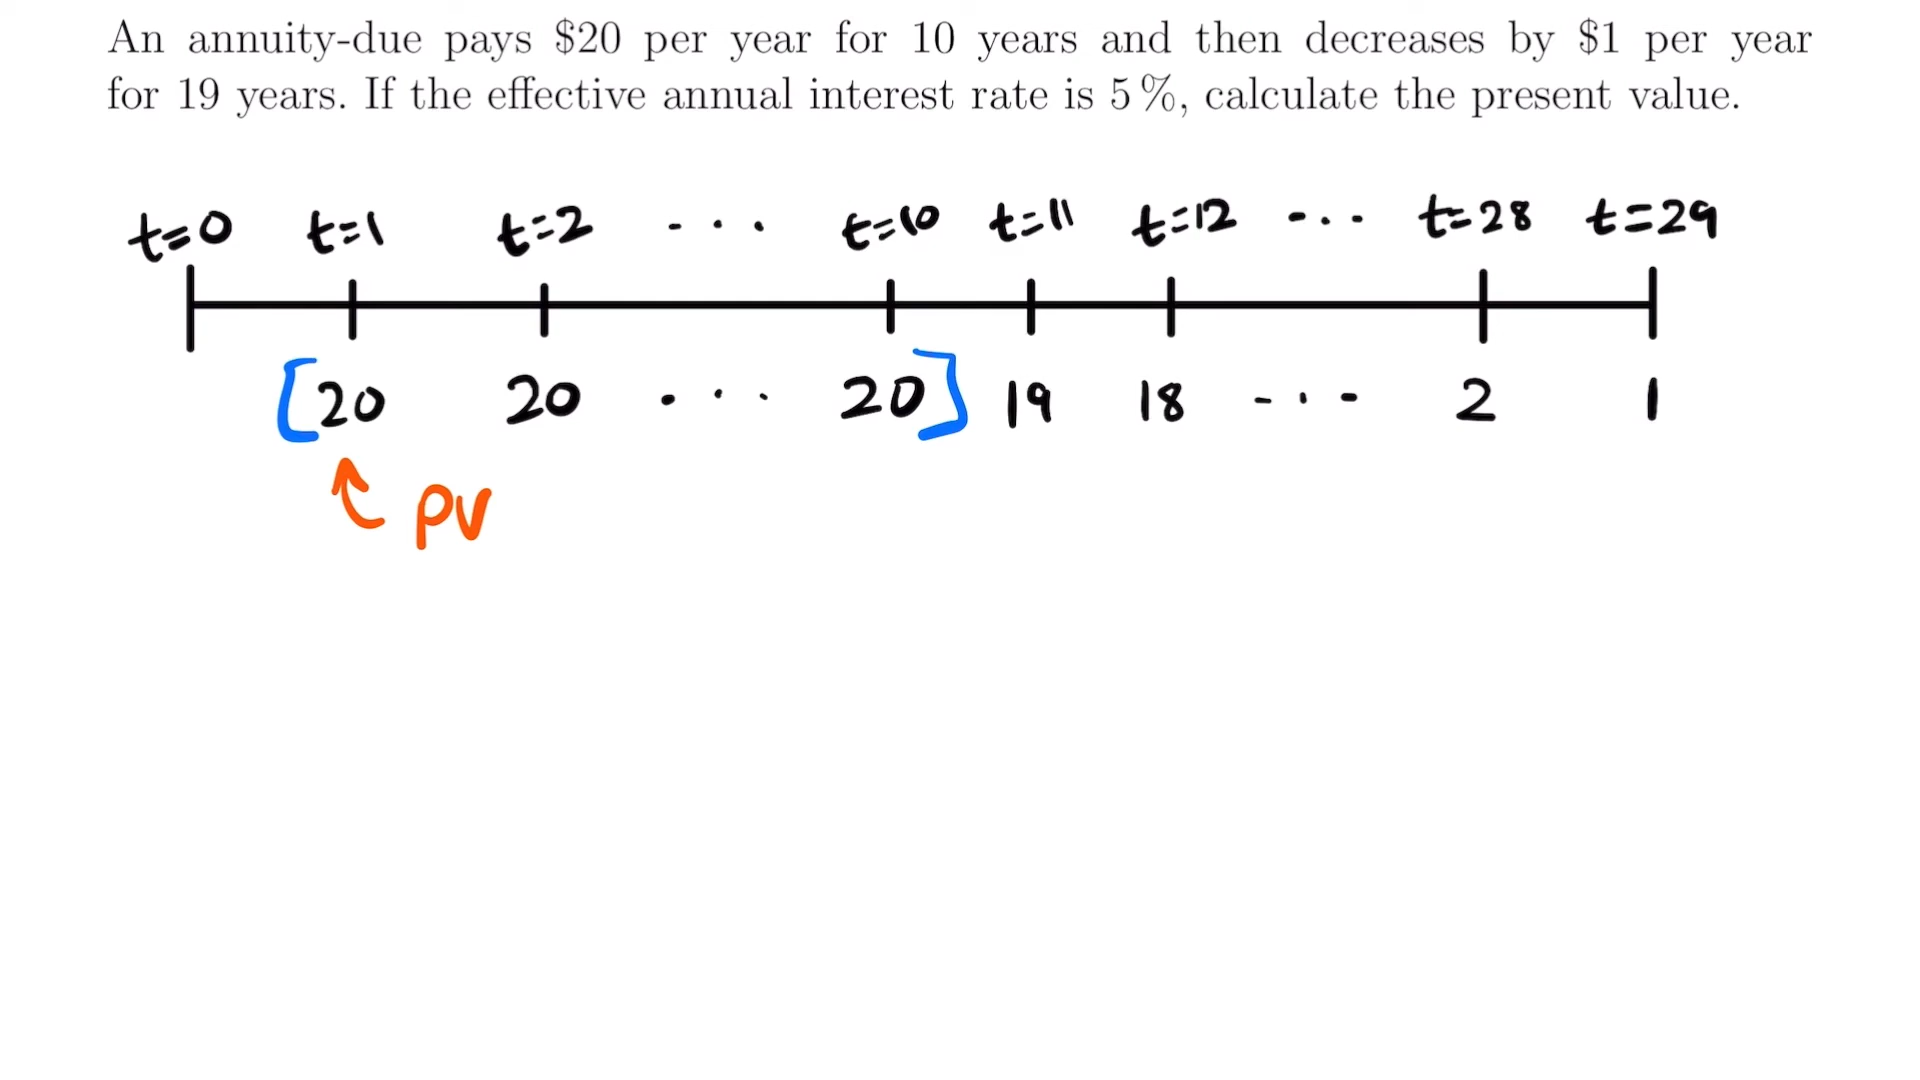 An annuity-due pays $20 per year for 10 years and then decreases by $1 per year
for 19 years. If the effective annual interest rate is 5 %, calculate the present value.
t=0 t=1 t=2 ... t=10 t=11 t=12 ... t=28 t=29
[20 20 ... 20] 19 18 ... 2 1
PV